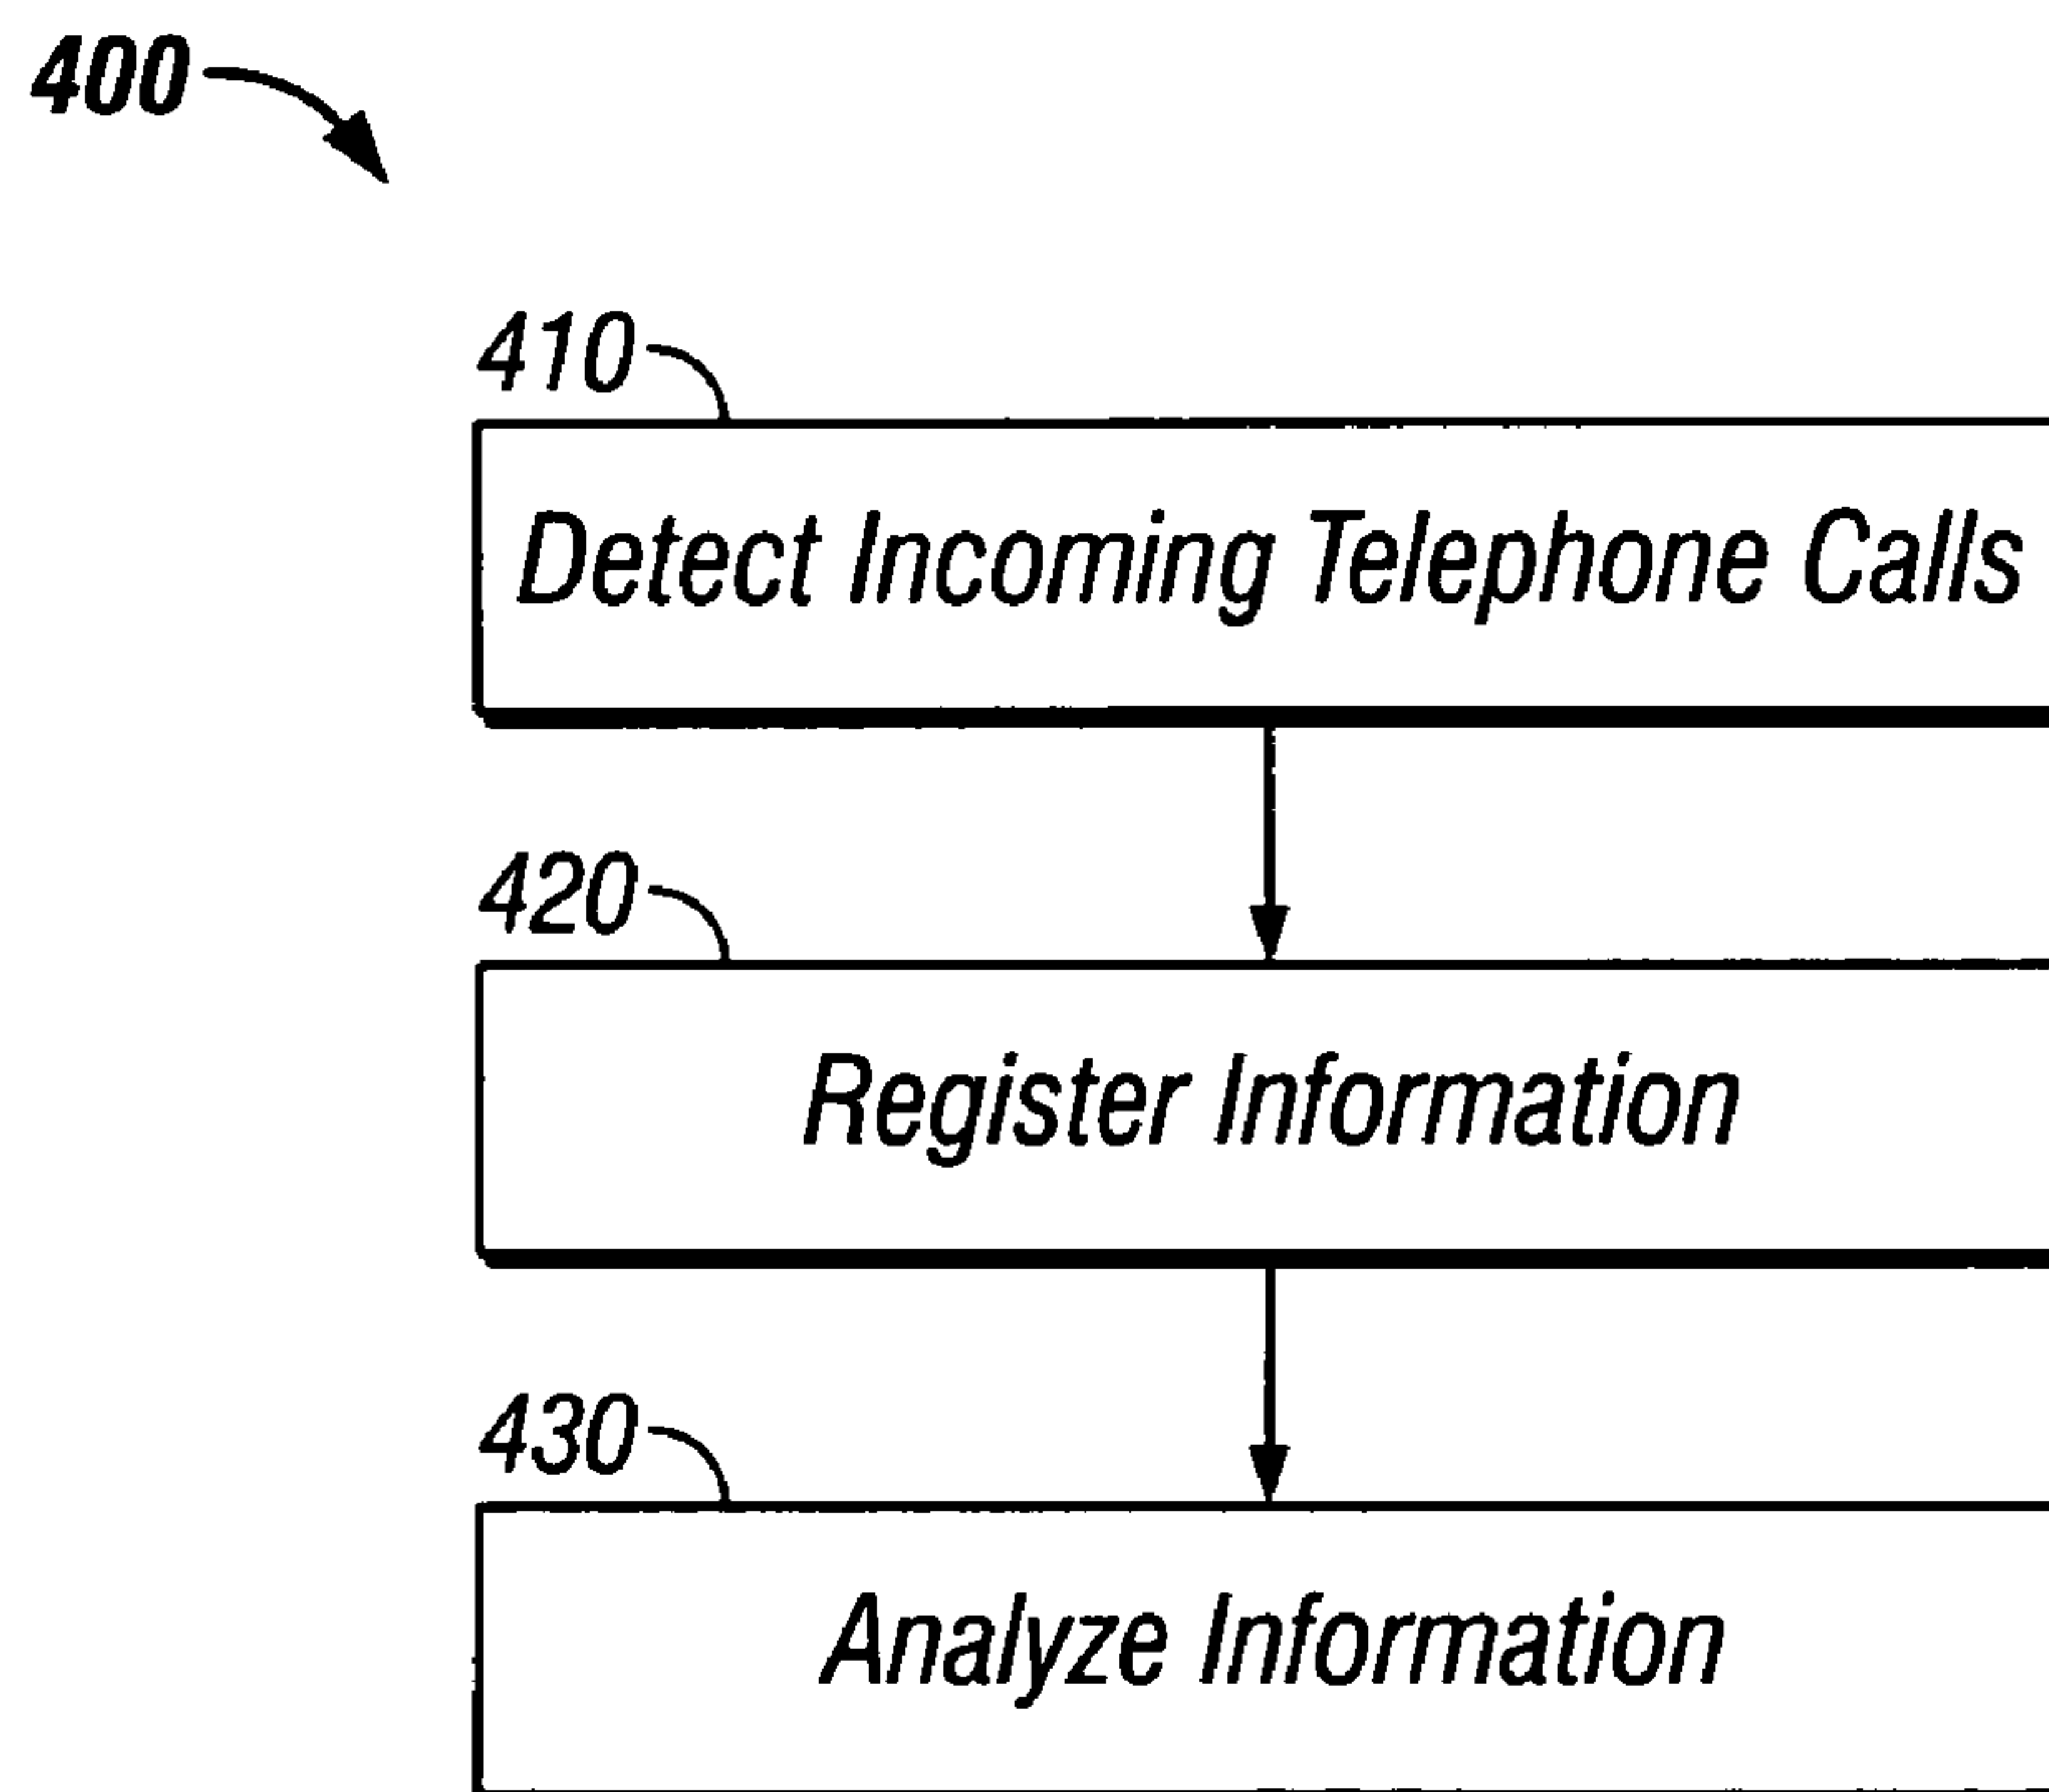 400
410
Detect Incoming Telephone Calls
420
Register Information
430
Analyze Information